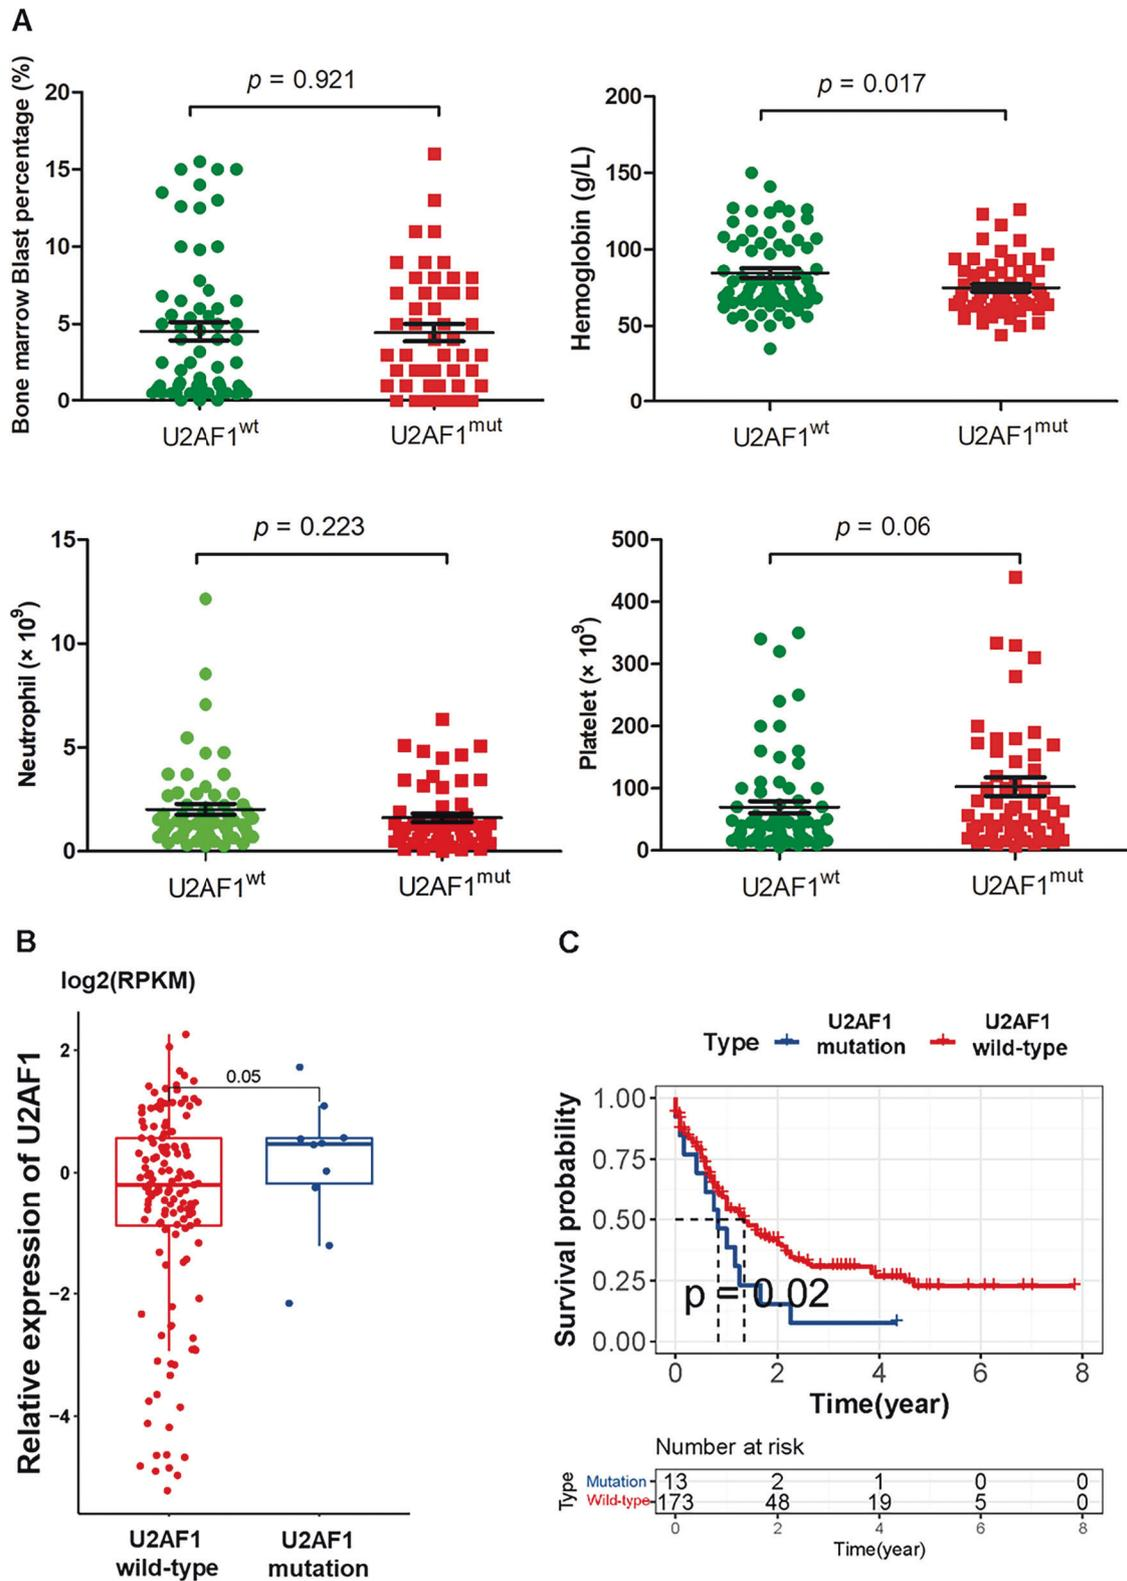 A
Bone marrow Blast percentage (%)
20
15
10
5
0
p = 0.921
U2AF1wt
U2AF1mut
Hemoglobin (g/L)
200
150
100
50
0
p = 0.017
U2AF1wt
U2AF1mut
Neutrophil (× 10⁹)
15
10
5
0
p = 0.223
U2AF1wt
U2AF1mut
Platelet (× 10⁹)
500
400
300
200
100
0
p = 0.06
U2AF1wt
U2AF1mut
B
log2(RPKM)
Relative expression of U2AF1
2
0
−2
−4
0.05
U2AF1
wild-type
U2AF1
mutation
C
Type
U2AF1
mutation
U2AF1
wild-type
Survival probability
1.00
0.75
0.50
0.25
0.00
p = 0.02
0 2 4 6 8
Time(year)
Number at risk
Type
Mutation 13 2 1 0 0
Wild-type 173 48 19 5 0
0 2 4 6 8
Time(year)